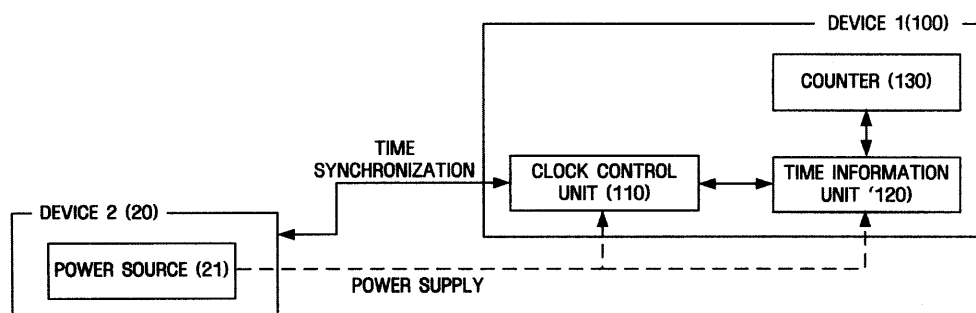 DEVICE 1(100)
COUNTER (130)
TIME
SYNCHRONIZATION
CLOCK CONTROL
UNIT (110)
TIME INFORMATION
UNIT '120)
DEVICE 2 (20)
POWER SOURCE (21)
POWER SUPPLY